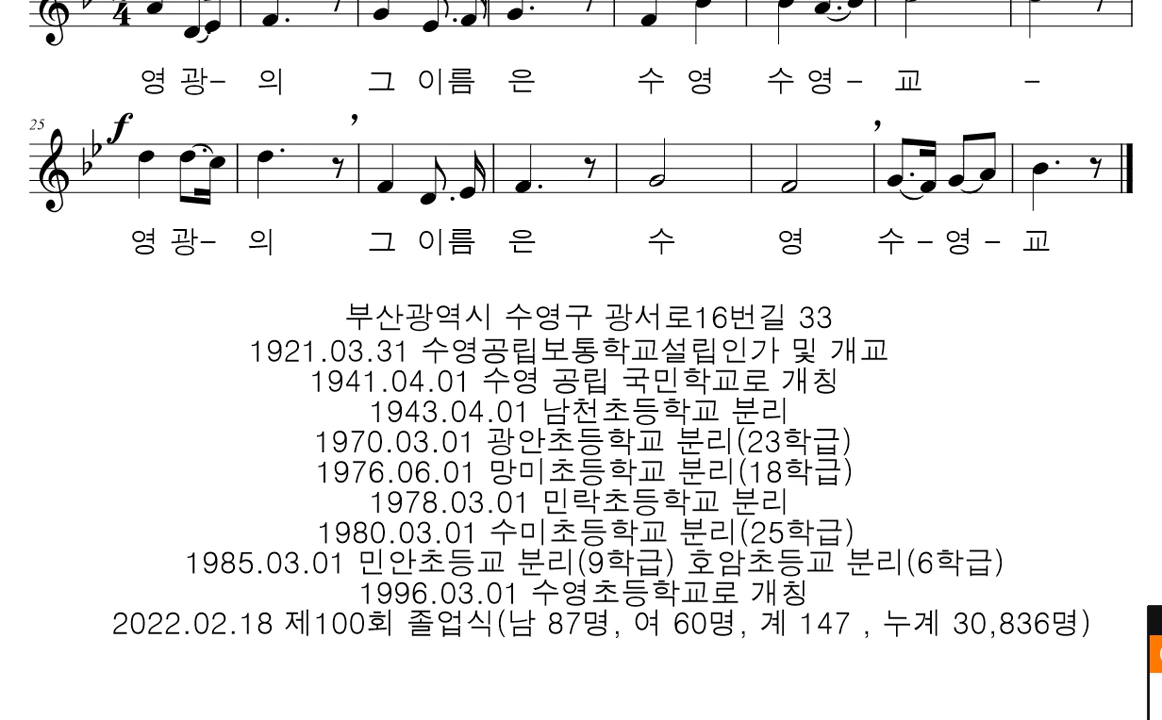 영 광- 의 그 이름 은 수 영 수 영 - 교 -
25 f
영 광- 의 그 이름 은 수 영 수 - 영 - 교
부산광역시 수영구 광서로16번길 33
1921.03.31 수영공립보통학교설립인가 및 개교
1941.04.01 수영 공립 국민학교로 개칭
1943.04.01 남천초등학교 분리
1970.03.01 광안초등학교 분리(23학급)
1976.06.01 망미초등학교 분리(18학급)
1978.03.01 민락초등학교 분리
1980.03.01 수미초등학교 분리(25학급)
1985.03.01 민안초등교 분리(9학급) 호암초등교 분리(6학급)
1996.03.01 수영초등학교로 개칭
2022.02.18 제100회 졸업식(남 87명, 여 60명, 계 147 , 누계 30,836명)